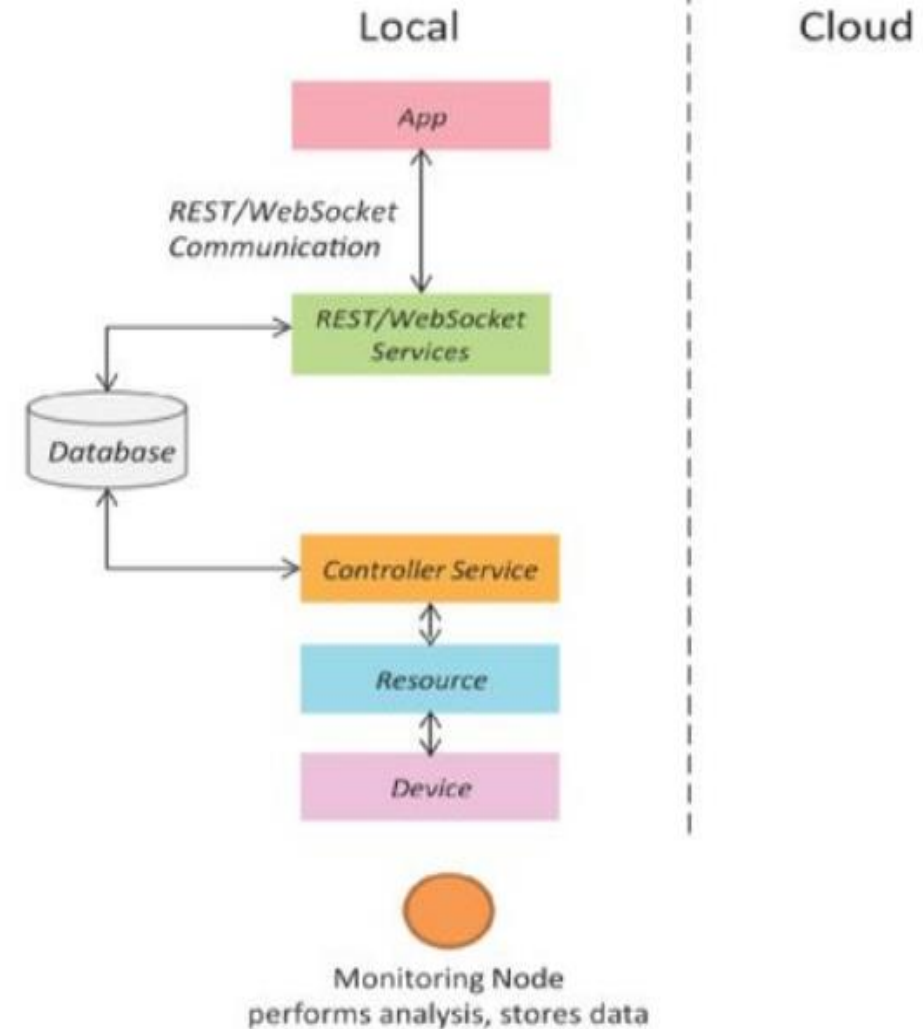 Local
Cloud
App
REST/WebSocket
Communication
REST/WebSocket
Services
Database
Controller Service
Resource
Device
Monitoring Node
performs analysis, stores data